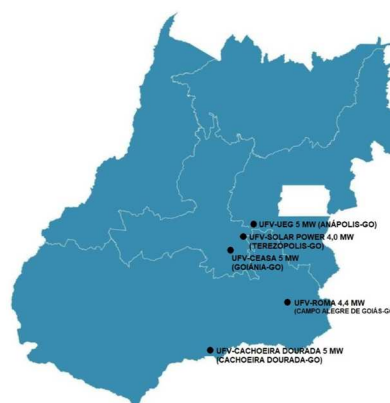 UFV-UEG 5 MW (ANÁPOLIS-GO)
UFV-SOLAR POWER 4,0 MW
(TEREZÓPOLIS-GO)
UFV-CEASA 5 MW
(GOIÂNIA-GO)
UFV-ROMA 4,4 MW
(CAMPO ALEGRE DE GOIÁS-G
UFV-CACHOEIRA DOURADA 5 MW
(CACHOEIRA DOURADA-GO)